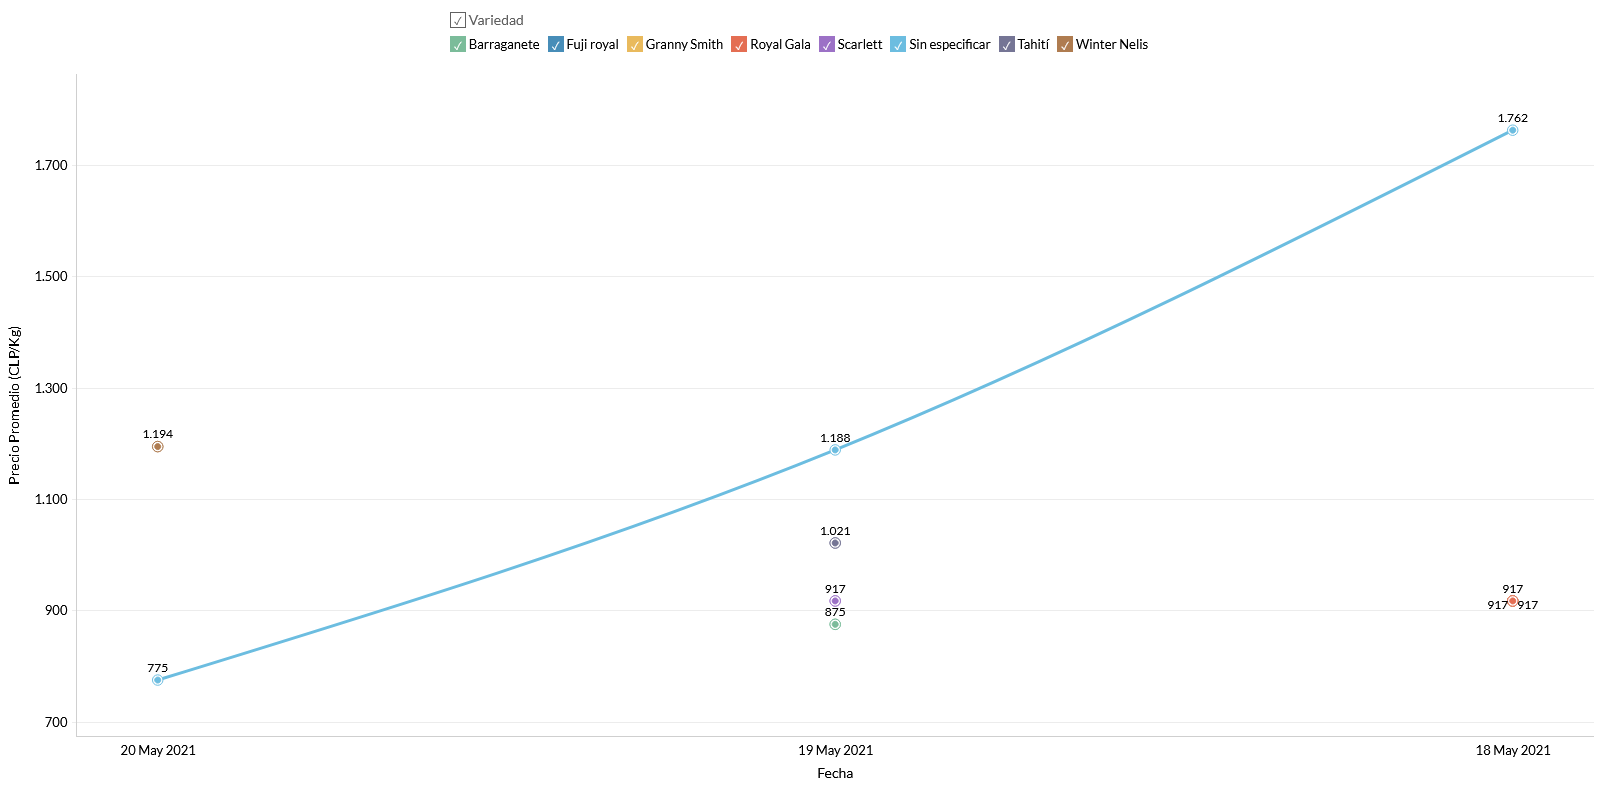 Variedad
Barraganete Fuji royal Granny Smith Royal Gala Scarlett Sin especificar Tahití Winter Nelis
1.762
1.700
1.500
1.300
1.194
1.188
1.100
1.021
917 917
875 917 917
900
775
700
Precio Promedio (CLP/Kg)
20 May 2021 19 May 2021 18 May 2021
Fecha